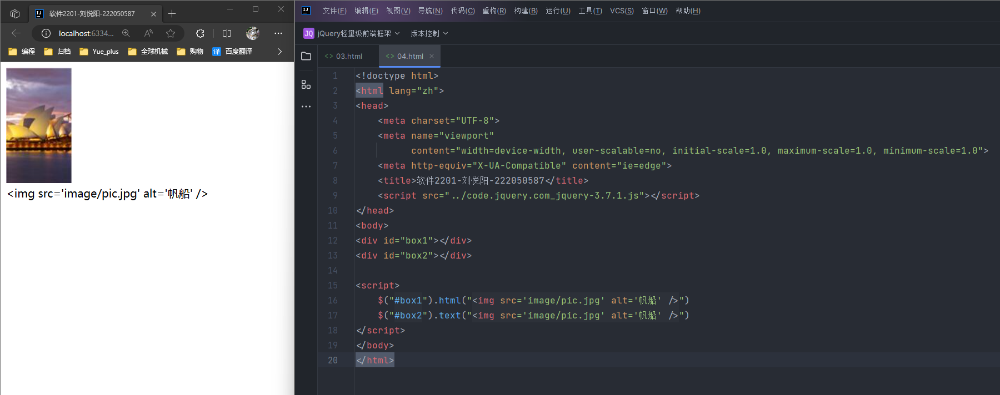 软件2201-刘悦阳-222050587
localhost:6334...
编程 归档 Yue_plus 全球机械 购物 译 百度翻译
<img src='image/pic.jpg' alt='帆船' />
文件(F) 编辑(E) 视图(V) 导航(N) 代码(C) 重构(R) 构建(B) 运行(U) 工具(T) VCS(S) 窗口(W) 帮助(H)
JQ jQuery轻量级前端框架 版本控制
<> 03.html <> 04.html
1 <!doctype html>
2 <html lang="zh">
3 <head>
4 <meta charset="UTF-8">
5 <meta name="viewport"
6 content="width=device-width, user-scalable=no, initial-scale=1.0, maximum-scale=1.0, minimum-scale=1.0">
7 <meta http-equiv="X-UA-Compatible" content="ie=edge">
8 <title>软件2201-刘悦阳-222050587</title>
9 <script src="../code.jquery.com_jquery-3.7.1.js"></script>
10 </head>
11 <body>
12 <div id="box1"></div>
13 <div id="box2"></div>
14
15 <script>
16 $("#box1").html("<img src='image/pic.jpg' alt='帆船' />")
17 $("#box2").text("<img src='image/pic.jpg' alt='帆船' />")
18 </script>
19 </body>
20 </html>